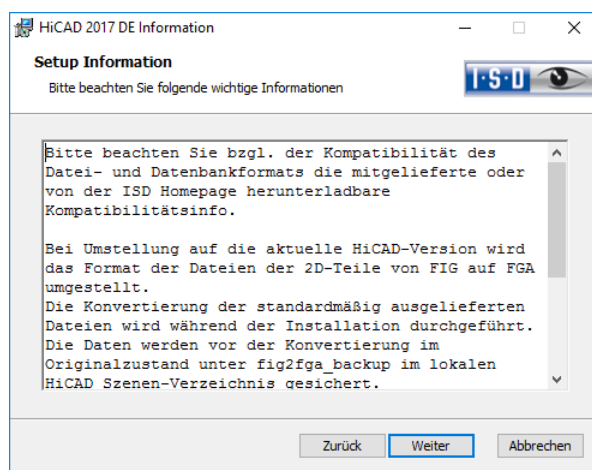 HiCAD 2017 DE Information
Setup Information
Bitte beachten Sie folgende wichtige Informationen
I·S·D
Bitte beachten Sie bzgl. der Kompatibilität des
Datei- und Datenbankformats die mitgelieferte oder
von der ISD Homepage herunterladbare
Kompatibilitätsinfo.
Bei Umstellung auf die aktuelle HiCAD-Version wird
das Format der Dateien der 2D-Teile von FIG auf FGA
umgestellt.
Die Konvertierung der standardmäßig ausgelieferten
Dateien wird während der Installation durchgeführt.
Die Daten werden vor der Konvertierung im
Originalzustand unter fig2fga_backup im lokalen
HiCAD Szenen-Verzeichnis gesichert.
Zurück
Weiter
Abbrechen